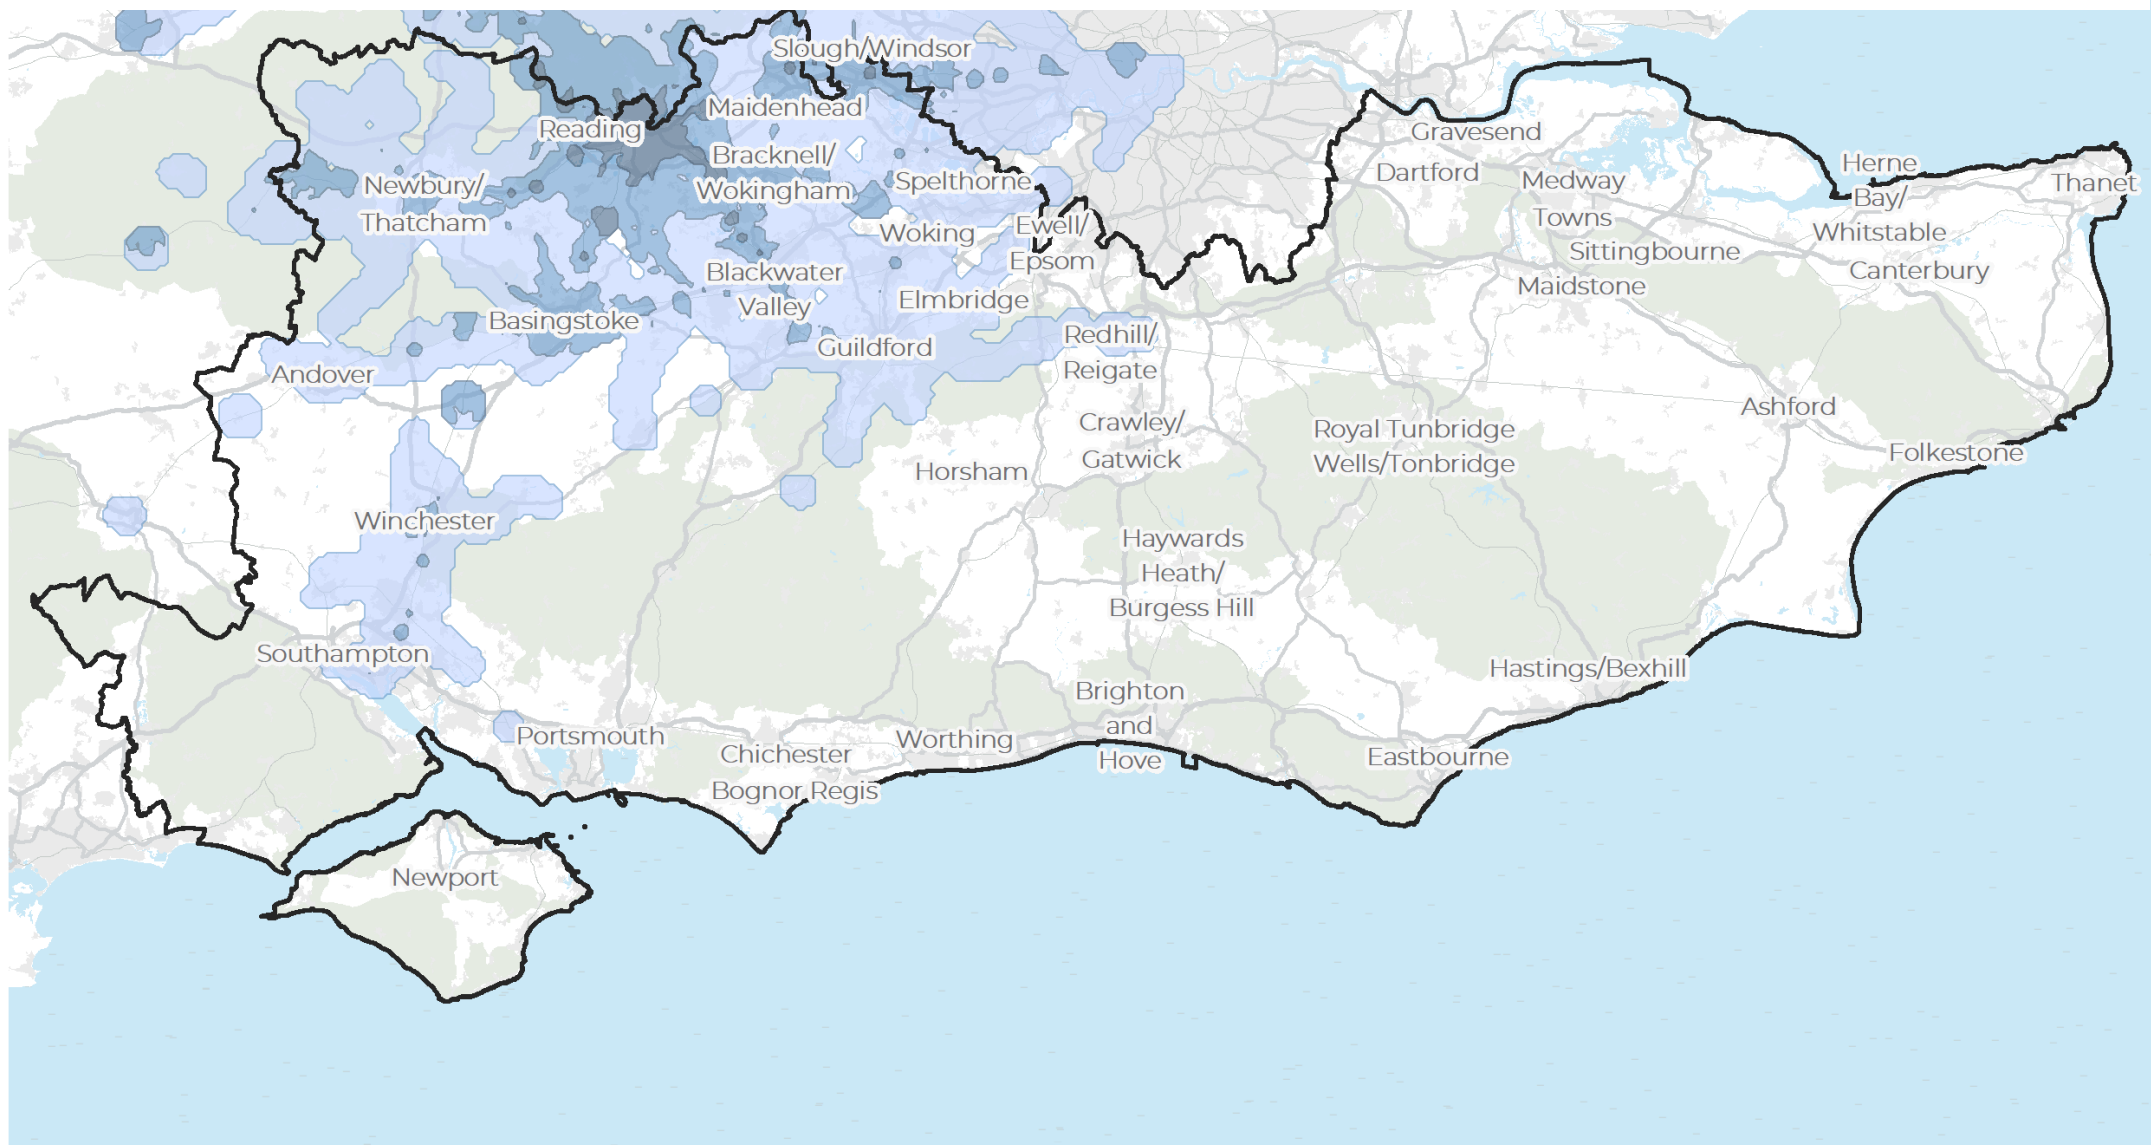 Slough/Windsor
Maidenhead
Reading
Gravesend
Bracknell/
Wokingham
Dartford
Herne
Bay/
Whitstable
Thanet
Newbury/
Thatcham
Spelthorne
Medway
Towns
Woking
Ewell/
Epsom
Sittingbourne
Canterbury
Blackwater
Valley
Maidstone
Elmbridge
Basingstoke
Redhill/
Reigate
Guildford
Andover
Ashford
Crawley/
Gatwick
Royal Tunbridge
Wells/Tonbridge
Folkestone
Horsham
Winchester
Haywards
Heath/
Burgess Hill
Southampton
Hastings/Bexhill
Brighton
and
Hove
Portsmouth
Worthing
Chichester
Eastbourne
Bognor Regis
Newport